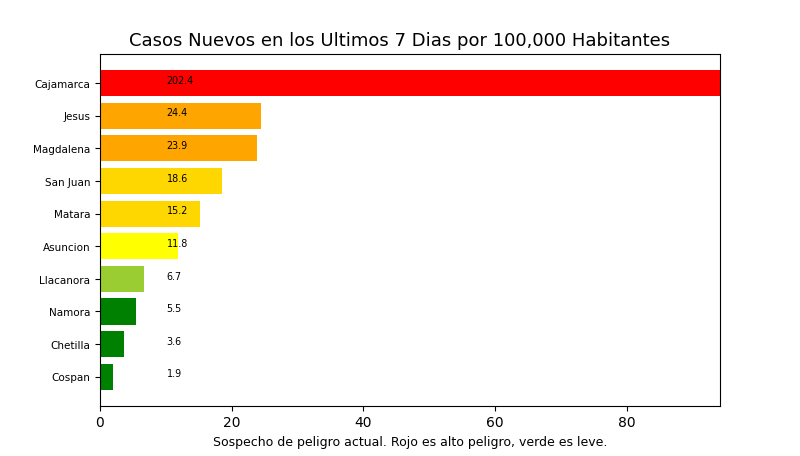 Casos Nuevos en los Ultimos 7 Dias por 100,000 Habitantes
Cajamarca 202.4
Jesus 24.4
Magdalena 23.9
San Juan 18.6
Matara 15.2
Asuncion 11.8
Llacanora 6.7
Namora 5.5
Chetilla 3.6
Cospan 1.9
0 20 40 60 80
Sospecho de peligro actual. Rojo es alto peligro, verde es leve.